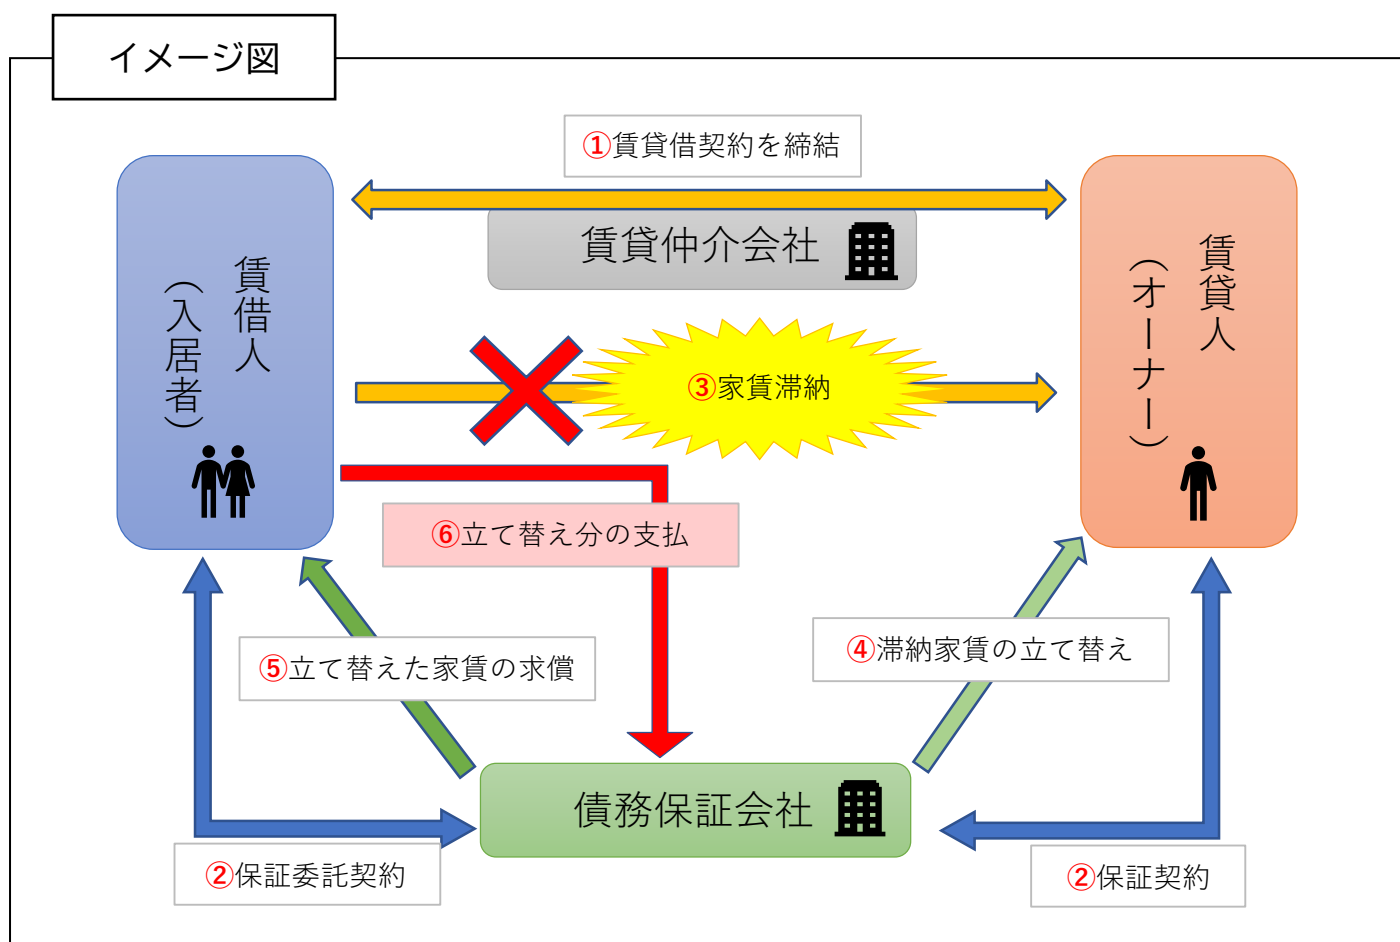 イメージ図
①賃貸借契約を締結
賃貸仲介会社
賃借人
（入居者）
賃貸人
（オーナー）
③家賃滞納
⑥立て替え分の支払
⑤立て替えた家賃の求償
④滞納家賃の立て替え
債務保証会社
②保証委託契約
②保証契約